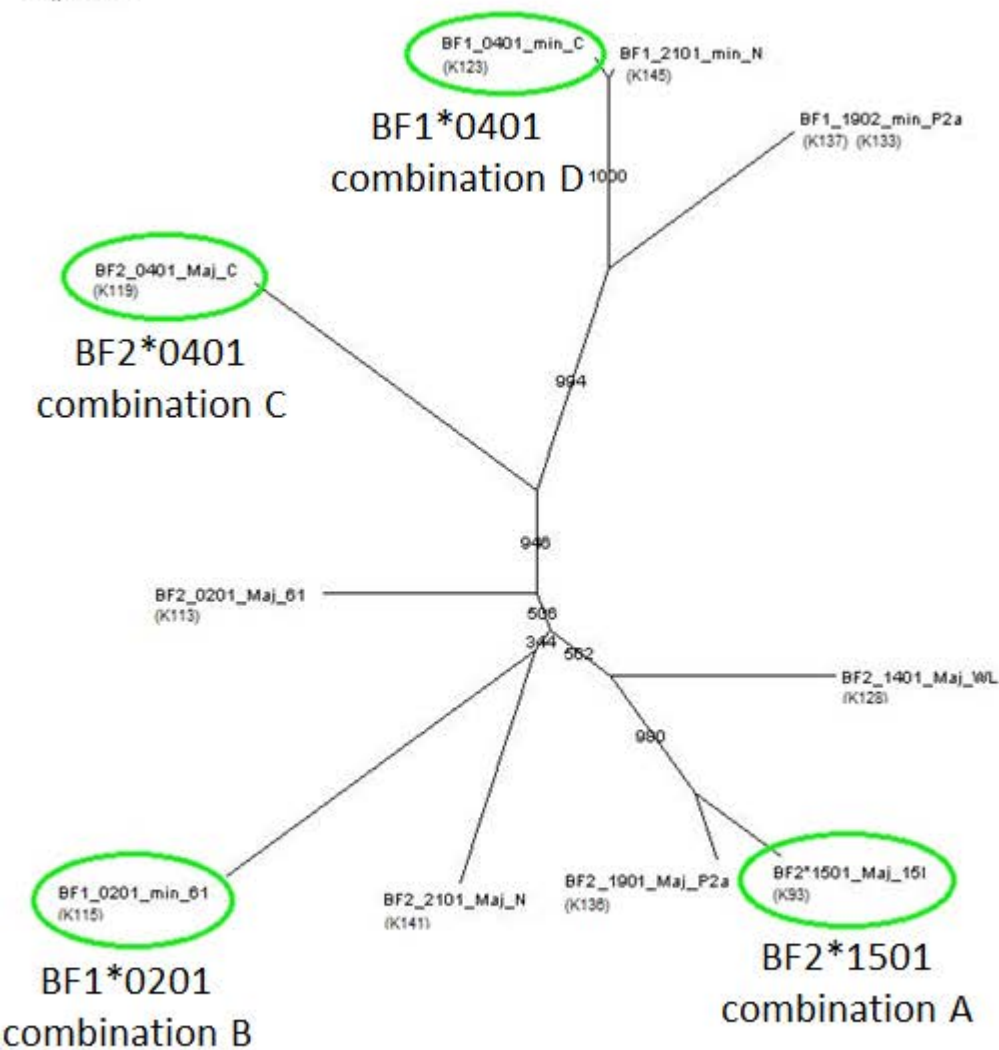 BF1_0401_min_C
(K123)
BF1_2101_min_N
(K145)
BF1*0401
combination D
BF1_1902_min_P2a
(K137) (K133)
1000
BF2_0401_Maj_C
(K119)
BF2*0401
combination C
994
946
BF2_0201_Maj_61
(K113)
506
344
502
BF2_1401_Maj_WL
(K128)
980
BF1_0201_min_61
(K115)
BF1*0201
combination B
BF2_2101_Maj_N
(K141)
BF2_1901_Maj_P2a
(K136)
BF2*1501_Maj_15I
(K93)
BF2*1501
combination A